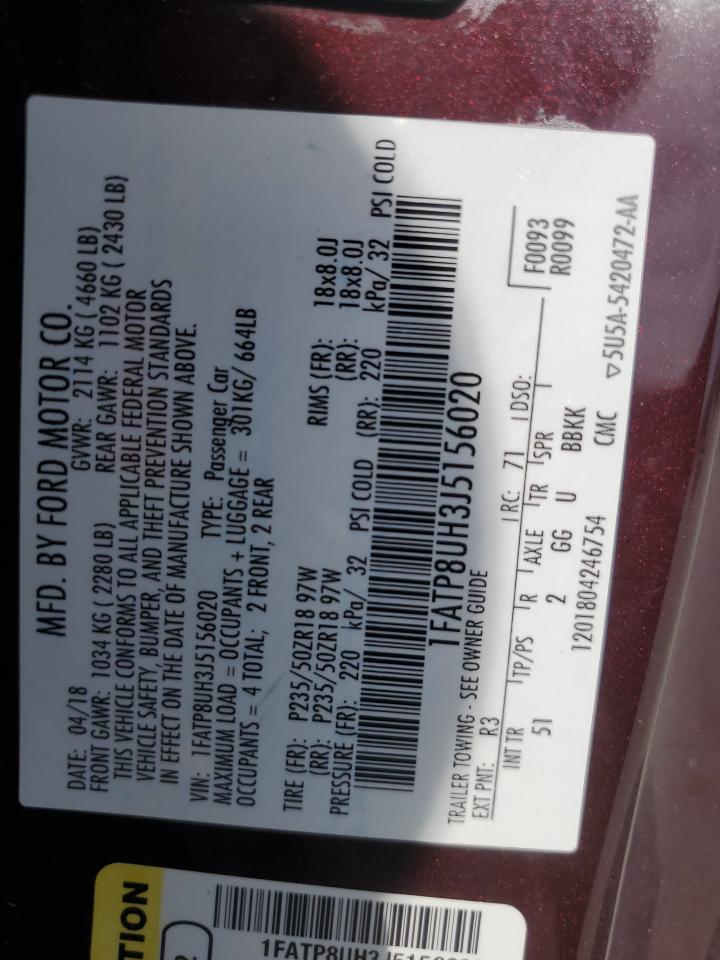 MFD. BY FORD MOTOR CO.
DATE: 04/18 GVWR: 2114 KG ( 4660 LB)
FRONT GAWR: 1034 KG ( 2280 LB) REAR GAWR: 1102 KG ( 2430 LB)
THIS VEHICLE CONFORMS TO ALL APPLICABLE FEDERAL MOTOR
VEHICLE SAFETY, BUMPER, AND THEFT PREVENTION STANDARDS
IN EFFECT ON THE DATE OF MANUFACTURE SHOWN ABOVE.
VIN: 1FATP8UH3J5156020 TYPE: Passenger Car
MAXIMUM LOAD = OCCUPANTS + LUGGAGE = 301KG/ 664LB
OCCUPANTS = 4 TOTAL; 2 FRONT, 2 REAR
TIRE (FR): P235/50ZR18 97W RIMS (FR): 18x8.0J
(RR): P235/50ZR18 97W (RR): 18x8.0J
PRESSURE (FR): 220 kPa/ 32 PSI COLD (RR): 220 kPa/ 32 PSI COLD
1FATP8UH3J5156020
TRAILER TOWING - SEE OWNER GUIDE
EXT PNT: R3 RC: 71 DSO: F0093
R0099
INT TR TP/PS R AXLE TR SPR
51 2 GG U BBKK
1201804246754 CMC ▽5U5A-5420472-AA
TION
1FATP8UH3J51560